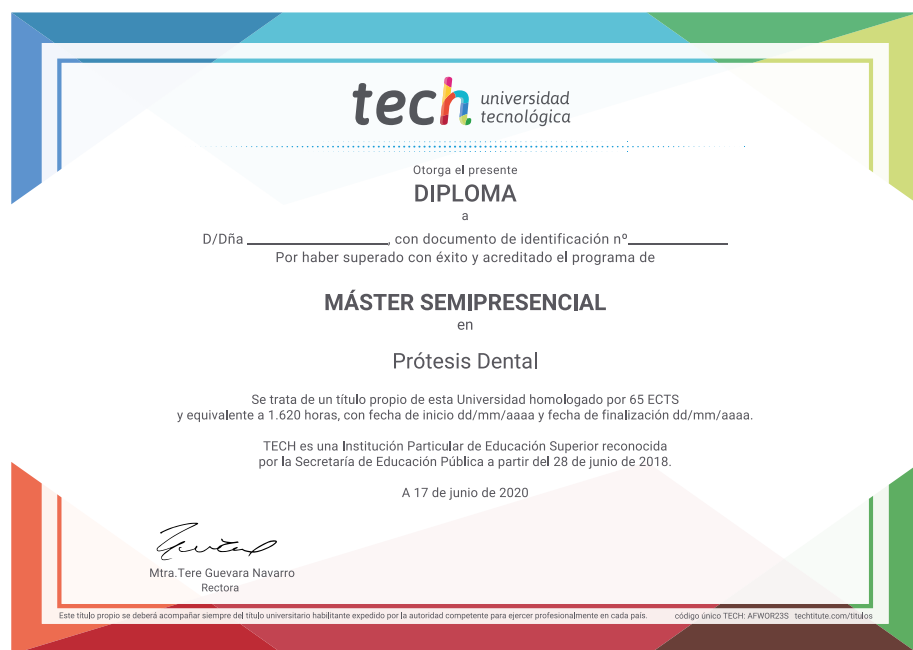 tech universidad
tecnológica
Otorga el presente
DIPLOMA
a
D/Dña ________________, con documento de identificación nº____________
Por haber superado con éxito y acreditado el programa de
MÁSTER SEMIPRESENCIAL
en
Prótesis Dental
Se trata de un título propio de esta Universidad homologado por 65 ECTS
y equivalente a 1.620 horas, con fecha de inicio dd/mm/aaaa y fecha de finalización dd/mm/aaaa.
TECH es una Institución Particular de Educación Superior reconocida
por la Secretaría de Educación Pública a partir del 28 de junio de 2018.
A 17 de junio de 2020
Mtra.Tere Guevara Navarro
Rectora
Este título propio se deberá acompañar siempre del título universitario habilitante expedido por la autoridad competente para ejercer profesionalmente en cada país. código único TECH: AFWOR23S techtitute.com/títulos